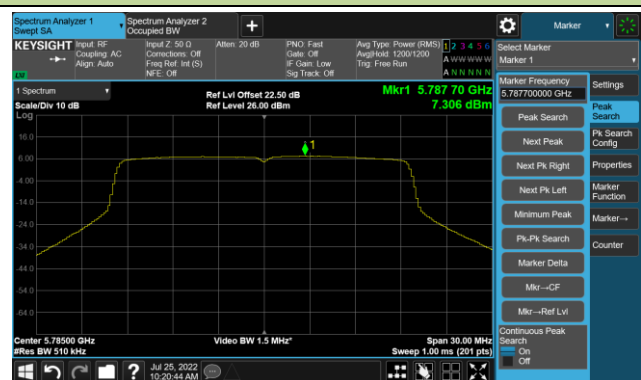 Spectrum Analyzer 1
Swept SA
Spectrum Analyzer 2
Occupied BW
Marker
KEYSIGHT
Input: RF
Coupling: AC
Align: Auto
Input Z: 50 Ω
Corrections: Off
Freq Ref: Int (S)
NFE: Off
Atten: 20 dB
PNO: Fast
Gate: Off
IF Gain: Low
Sig Track: Off
Avg Type: Power (RMS)
Avg|Hold: 1200/1200
Trig: Free Run
1 2 3 4 5 6
A W W W W W
A N N N N N
LW
Select Marker
Marker 1
1 Spectrum
Scale/Div 10 dB
Log
Ref Lvl Offset 22.50 dB
Ref Level 26.00 dBm
Mkr1 5.787 70 GHz
7.306 dBm
16.0
6.00
-4.00
-14.0
-24.0
-34.0
-44.0
-54.0
-64.0
1
Center 5.78500 GHz
#Res BW 510 kHz
Video BW 1.5 MHz*
Span 30.00 MHz
Sweep 1.00 ms (201 pts)
Marker Frequency
5.787700000 GHz
Peak Search
Next Peak
Next Pk Right
Next Pk Left
Minimum Peak
Pk-Pk Search
Marker Delta
Mkr→CF
Mkr→Ref Lvl
Continuous Peak
Search
On
Off
Settings
Peak
Search
Pk Search
Config
Properties
Marker
Function
Marker→
Counter
Jul 25, 2022
10:20:44 AM